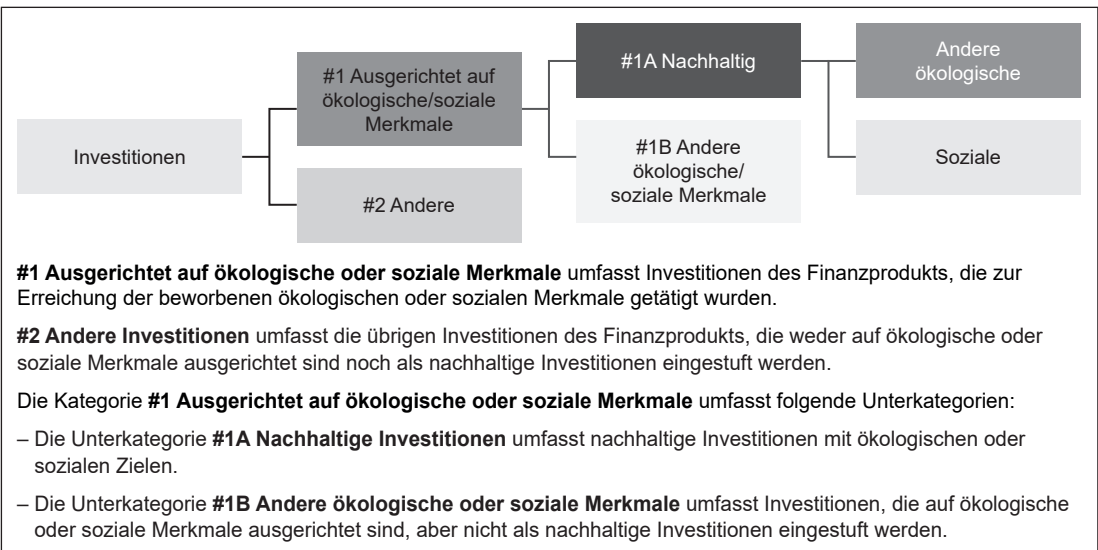 Investitionen
#1 Ausgerichtet auf
ökologische/soziale
Merkmale
#2 Andere
#1A Nachhaltig
#1B Andere
ökologische/
soziale Merkmale
Andere
ökologische
Soziale
#1 Ausgerichtet auf ökologische oder soziale Merkmale umfasst Investitionen des Finanzprodukts, die zur
Erreichung der beworbenen ökologischen oder sozialen Merkmale getätigt wurden.
#2 Andere Investitionen umfasst die übrigen Investitionen des Finanzprodukts, die weder auf ökologische oder
soziale Merkmale ausgerichtet sind noch als nachhaltige Investitionen eingestuft werden.
Die Kategorie #1 Ausgerichtet auf ökologische oder soziale Merkmale umfasst folgende Unterkategorien:
– Die Unterkategorie #1A Nachhaltige Investitionen umfasst nachhaltige Investitionen mit ökologischen oder
sozialen Zielen.
– Die Unterkategorie #1B Andere ökologische oder soziale Merkmale umfasst Investitionen, die auf ökologische
oder soziale Merkmale ausgerichtet sind, aber nicht als nachhaltige Investitionen eingestuft werden.